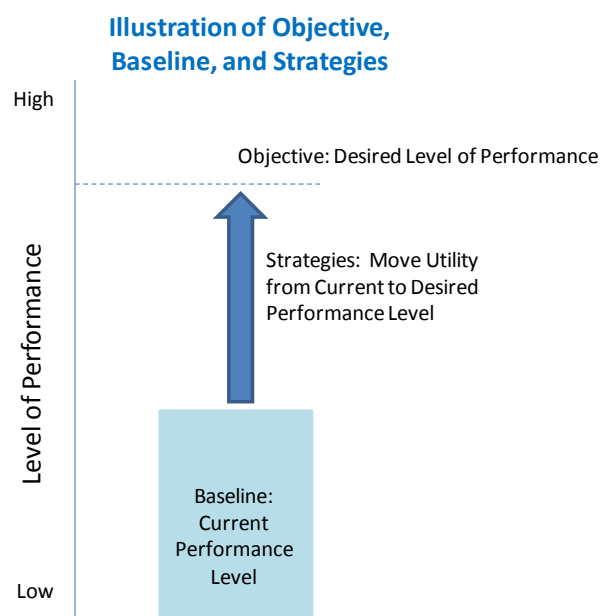 Illustration of Objective,
Baseline, and Strategies
High
Objective: Desired Level of Performance
Strategies:  Move Utility
from Current to Desired
Performance Level
Level of Performance
Baseline:
Current
Performance
Level
Low